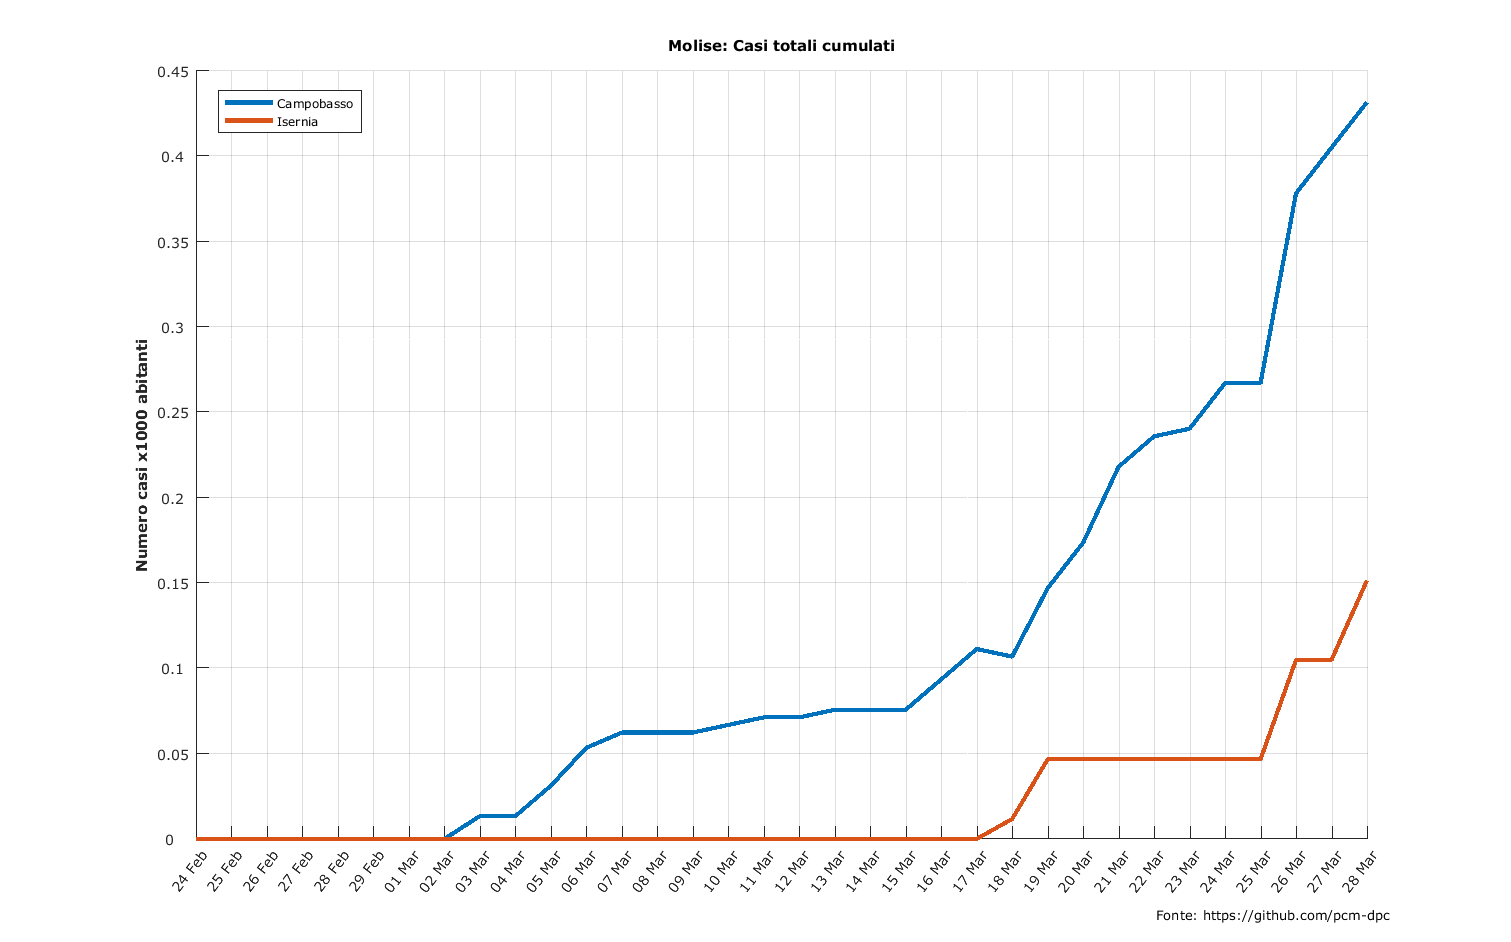 Molise: Casi totali cumulati
Campobasso
Isernia
Numero casi x1000 abitanti
0.45
0.4
0.35
0.3
0.25
0.2
0.15
0.1
0.05
0
24 Feb
25 Feb
26 Feb
27 Feb
28 Feb
29 Feb
01 Mar
02 Mar
03 Mar
04 Mar
05 Mar
06 Mar
07 Mar
08 Mar
09 Mar
10 Mar
11 Mar
12 Mar
13 Mar
14 Mar
15 Mar
16 Mar
17 Mar
18 Mar
19 Mar
20 Mar
21 Mar
22 Mar
23 Mar
24 Mar
25 Mar
26 Mar
27 Mar
28 Mar
Fonte: https://github.com/pcm-dpc